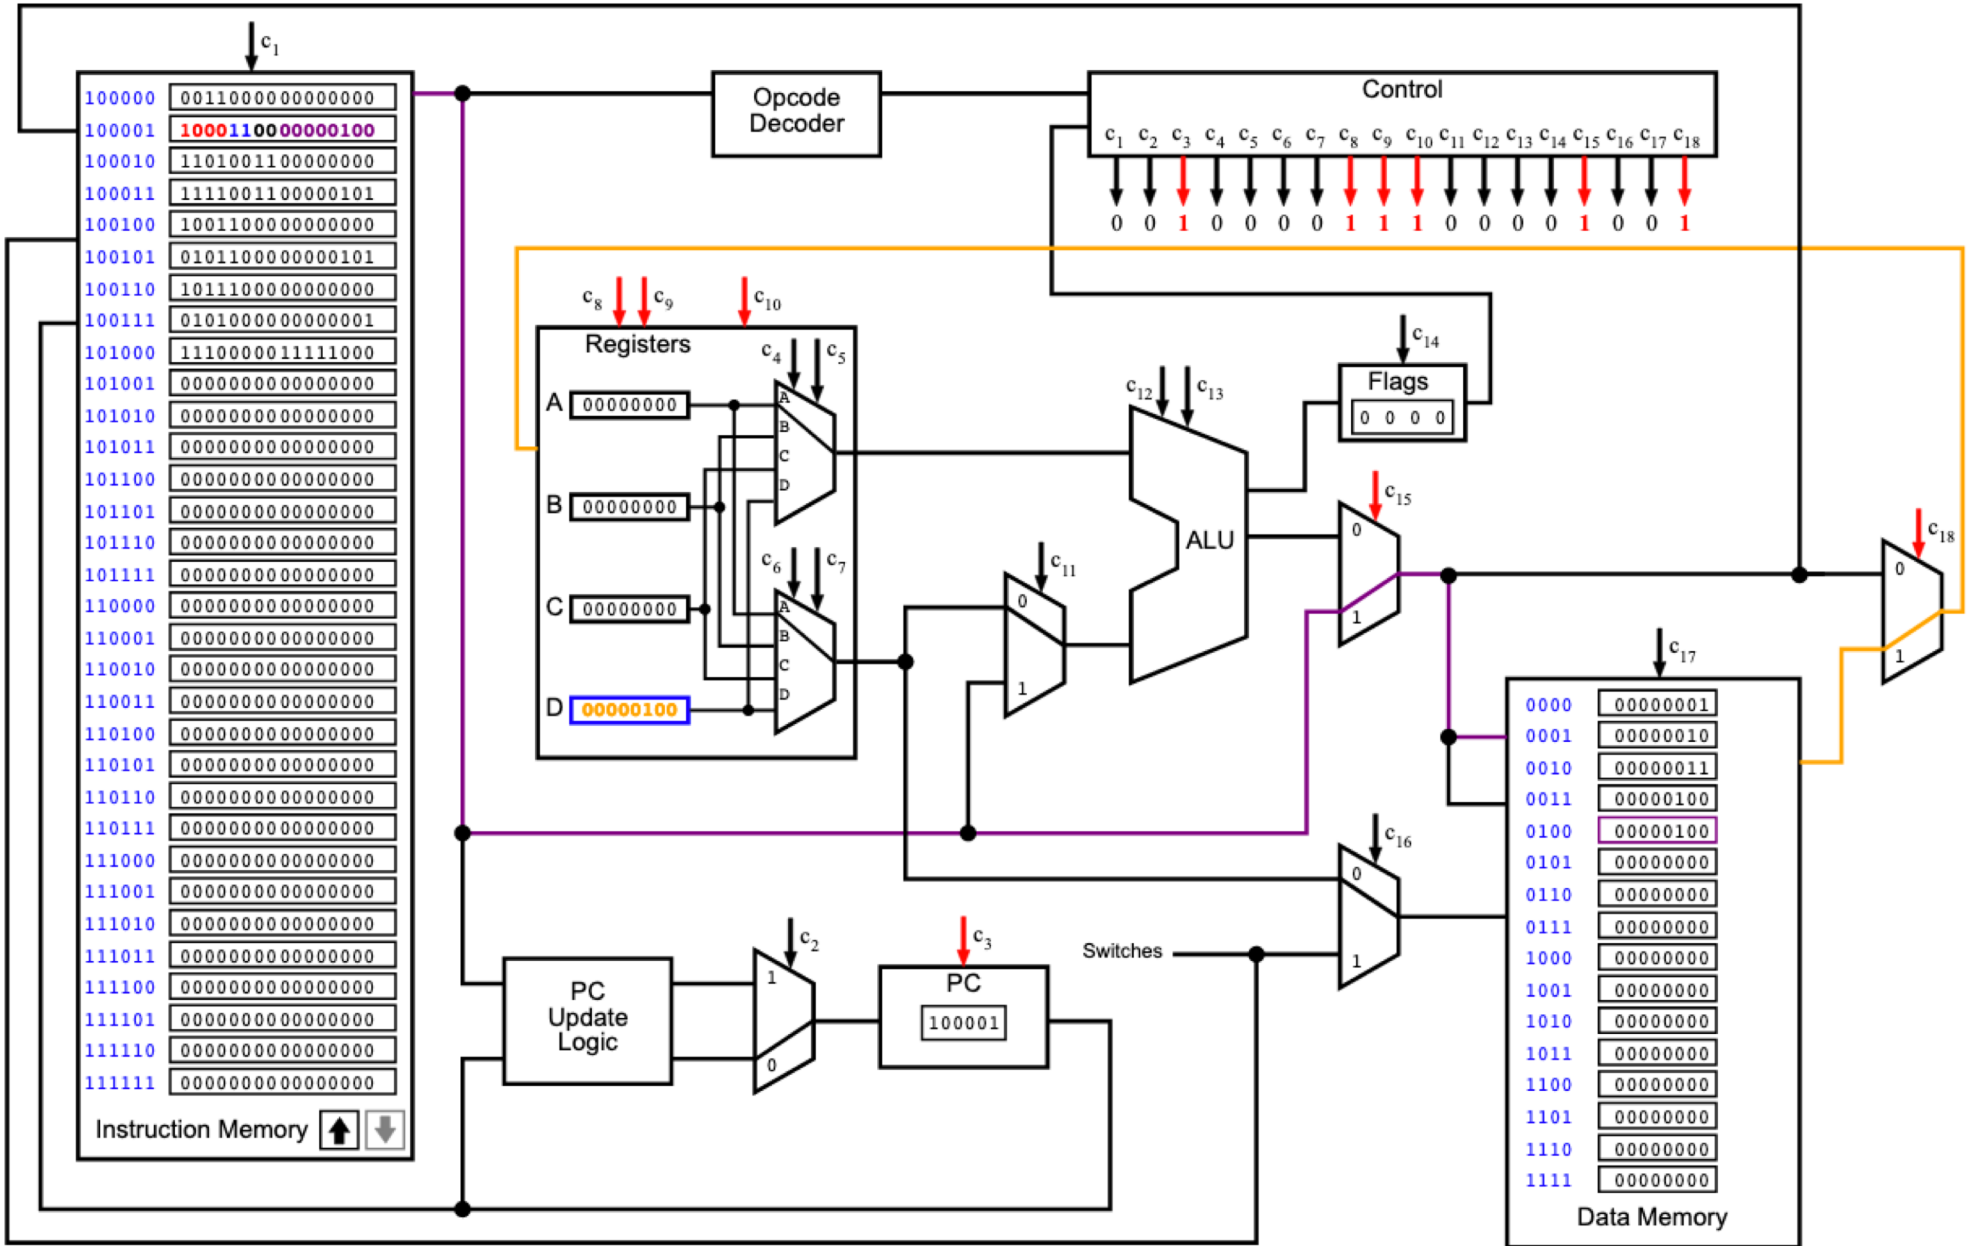 c1
100000 0011000000000000
100001 1000110000000100
100010 1101001100000000
100011 1111001100000101
100100 1001100000000000
100101 0101100000000101
100110 1011100000000000
100111 0101000000000001
101000 1110000011111000
101001 0000000000000000
101010 0000000000000000
101011 0000000000000000
101100 0000000000000000
101101 0000000000000000
101110 0000000000000000
101111 0000000000000000
110000 0000000000000000
110001 0000000000000000
110010 0000000000000000
110011 0000000000000000
110100 0000000000000000
110101 0000000000000000
110110 0000000000000000
110111 0000000000000000
111000 0000000000000000
111001 0000000000000000
111010 0000000000000000
111011 0000000000000000
111100 0000000000000000
111101 0000000000000000
111110 0000000000000000
111111 0000000000000000
Instruction Memory
Opcode
Decoder
Control
c1 c2 c3 c4 c5 c6 c7 c8 c9 c10 c11 c12 c13 c14 c15 c16 c17 c18
0 0 1 0 0 0 0 1 1 1 0 0 0 0 1 0 0 1
c8 c9 c10
Registers
c4 c5
A 00000000
A
B
C
D
B 00000000
c6 c7
C 00000000
A
B
C
D
D 00000100
c11
0
1
c12 c13
ALU
c14
Flags
0 0 0 0
c15
0
1
c18
0
1
c16
0
1
Switches
PC
Update
Logic
c2
1
0
c3
PC
100001
c17
0000 00000001
0001 00000010
0010 00000011
0011 00000100
0100 00000100
0101 00000000
0110 00000000
0111 00000000
1000 00000000
1001 00000000
1010 00000000
1011 00000000
1100 00000000
1101 00000000
1110 00000000
1111 00000000
Data Memory